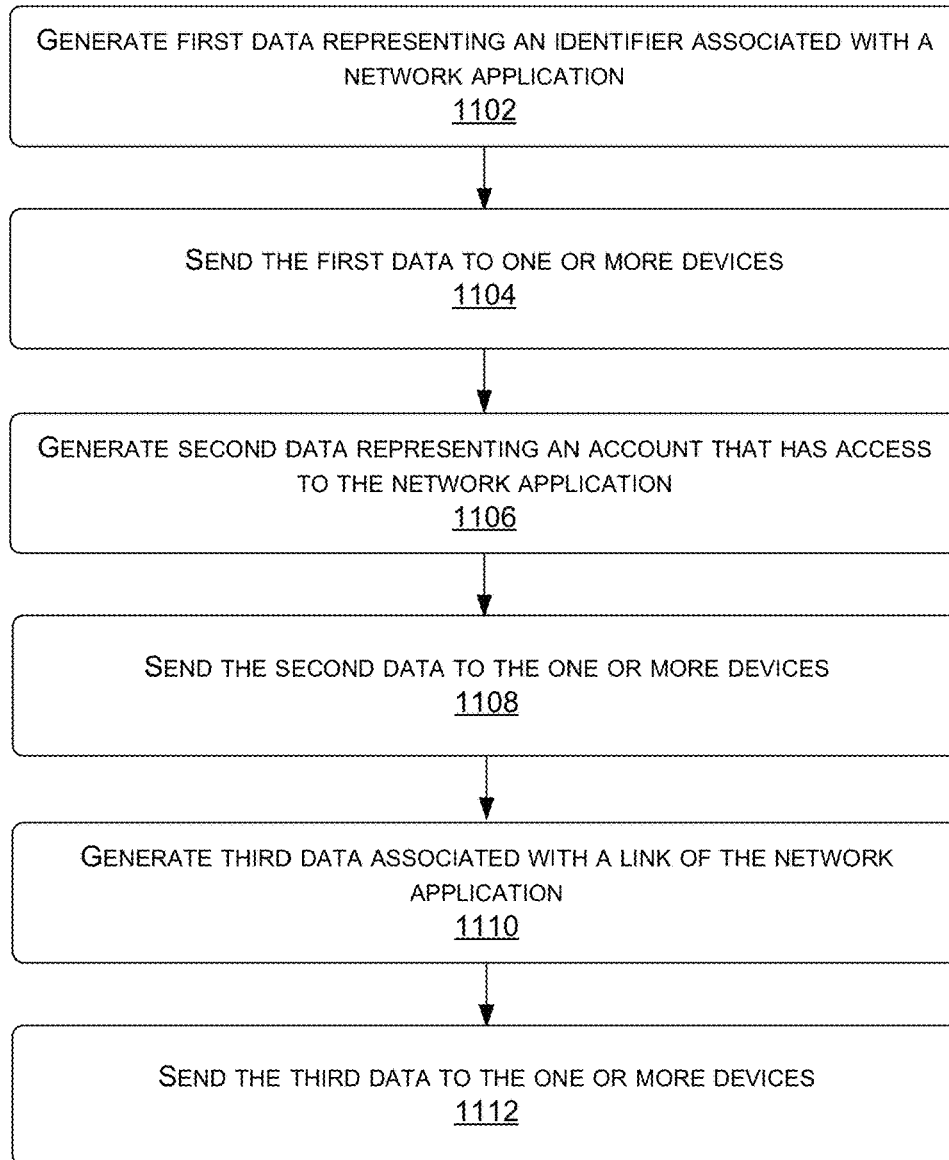 GENERATE FIRST DATA REPRESENTING AN IDENTIFIER ASSOCIATED WITH A
NETWORK APPLICATION
1102
SEND THE FIRST DATA TO ONE OR MORE DEVICES
1104
GENERATE SECOND DATA REPRESENTING AN ACCOUNT THAT HAS ACCESS
TO THE NETWORK APPLICATION
1106
SEND THE SECOND DATA TO THE ONE OR MORE DEVICES
1108
GENERATE THIRD DATA ASSOCIATED WITH A LINK OF THE NETWORK
APPLICATION
1110
SEND THE THIRD DATA TO THE ONE OR MORE DEVICES
1112